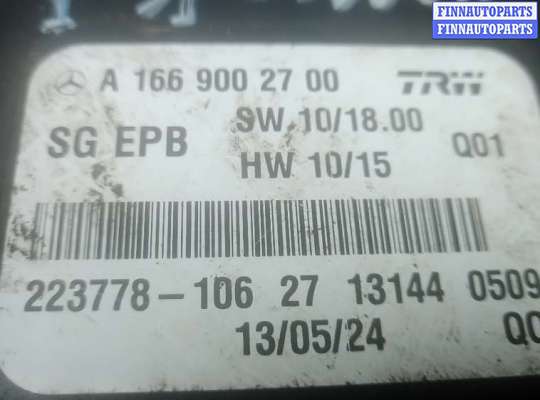 FINNAUTOPARTS
FINNAUTOPARTS
A 166 900 27 00 TRW
SG EPB SW 10/18.00 Q01
HW 10/15
223778-106 27 13144 0509
13/05/24